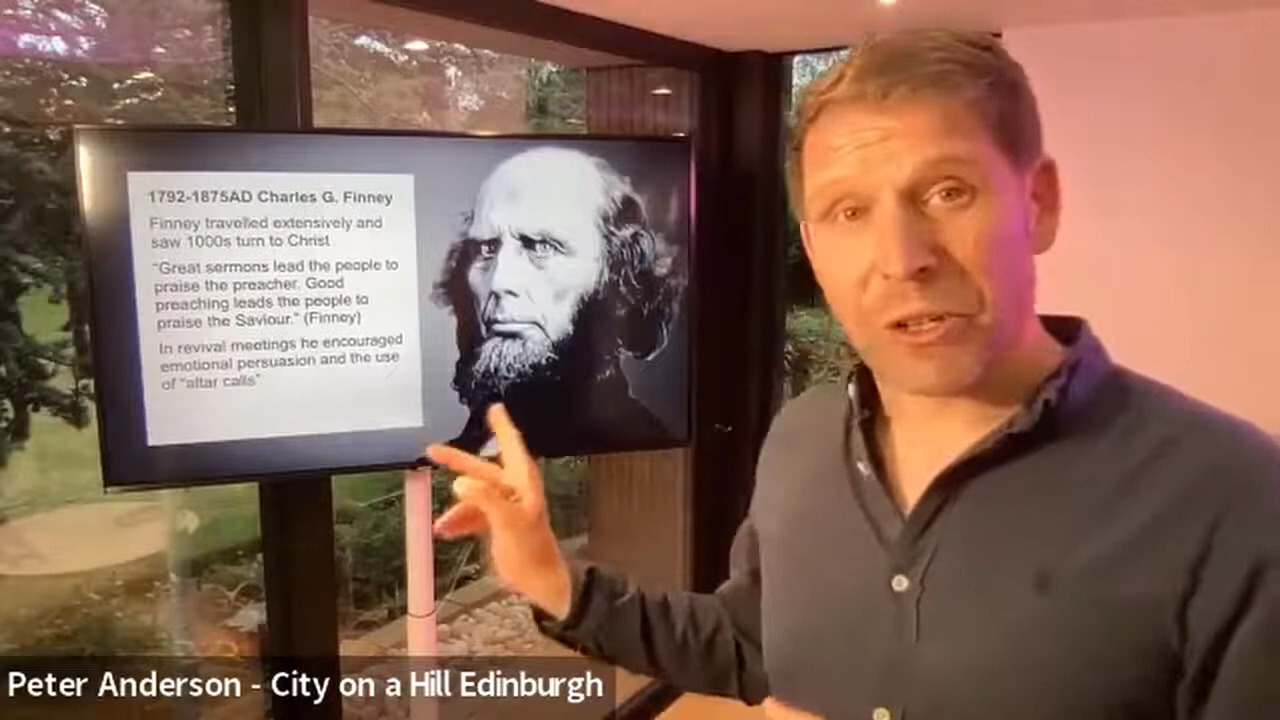 1792-1875AD Charles G. Finney
Finney travelled extensively and
saw 1000s turn to Christ
"Great sermons lead the people to
praise the preacher. Good
preaching leads the people to
praise the Saviour." (Finney)
In revival meetings he encouraged
emotional persuasion and the use
of "altar calls"
Peter Anderson - City on a Hill Edinburgh